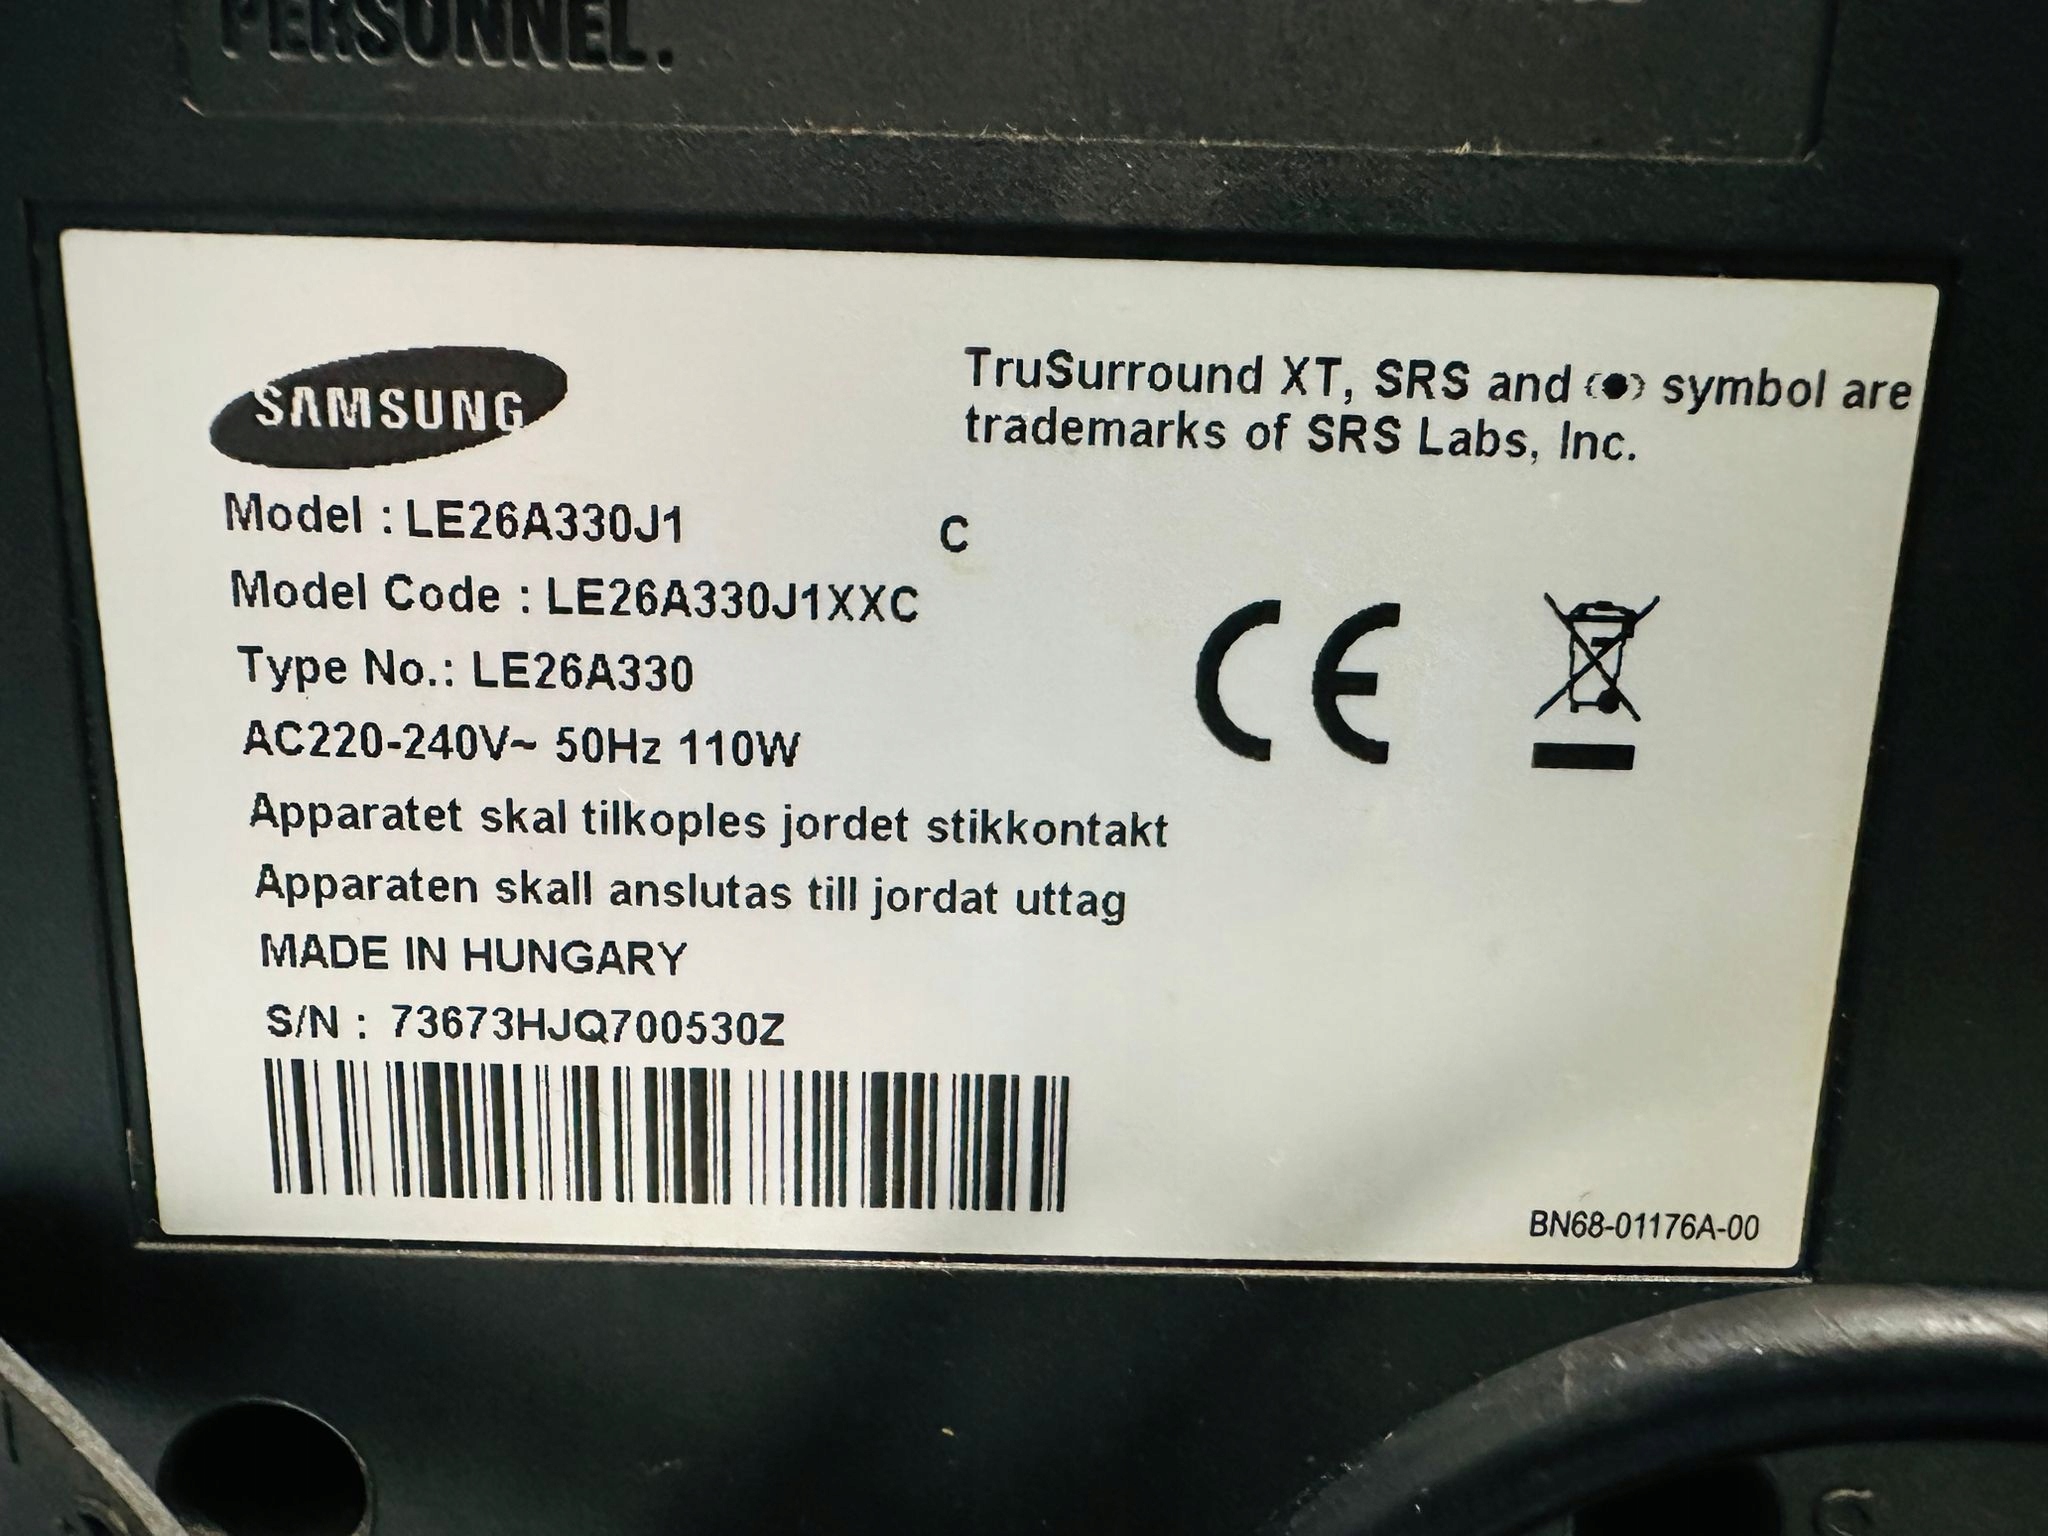 PERSONNEL.
SAMSUNG
TruSurround XT, SRS and (●) symbol are
trademarks of SRS Labs, Inc.
Model : LE26A330J1 C
Model Code : LE26A330J1XXC
Type No.: LE26A330
AC220-240V~ 50Hz 110W
CE
Apparatet skal tilkoples jordet stikkontakt
Apparaten skall anslutas till jordat uttag
MADE IN HUNGARY
S/N : 73673HJQ700530Z
BN68-01176A-00